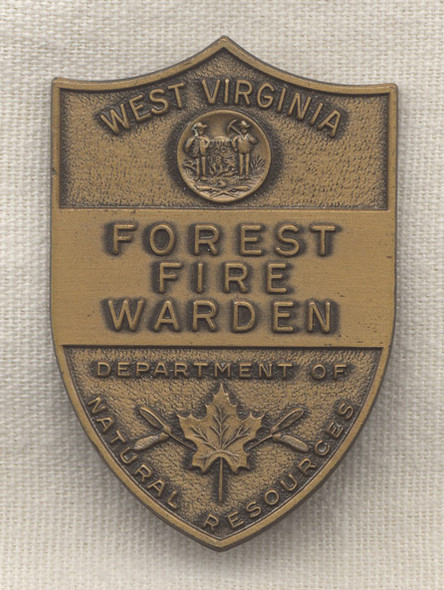 WEST VIRGINIA
FOREST
FIRE
WARDEN
DEPARTMENT OF
NATURAL RESOURCES